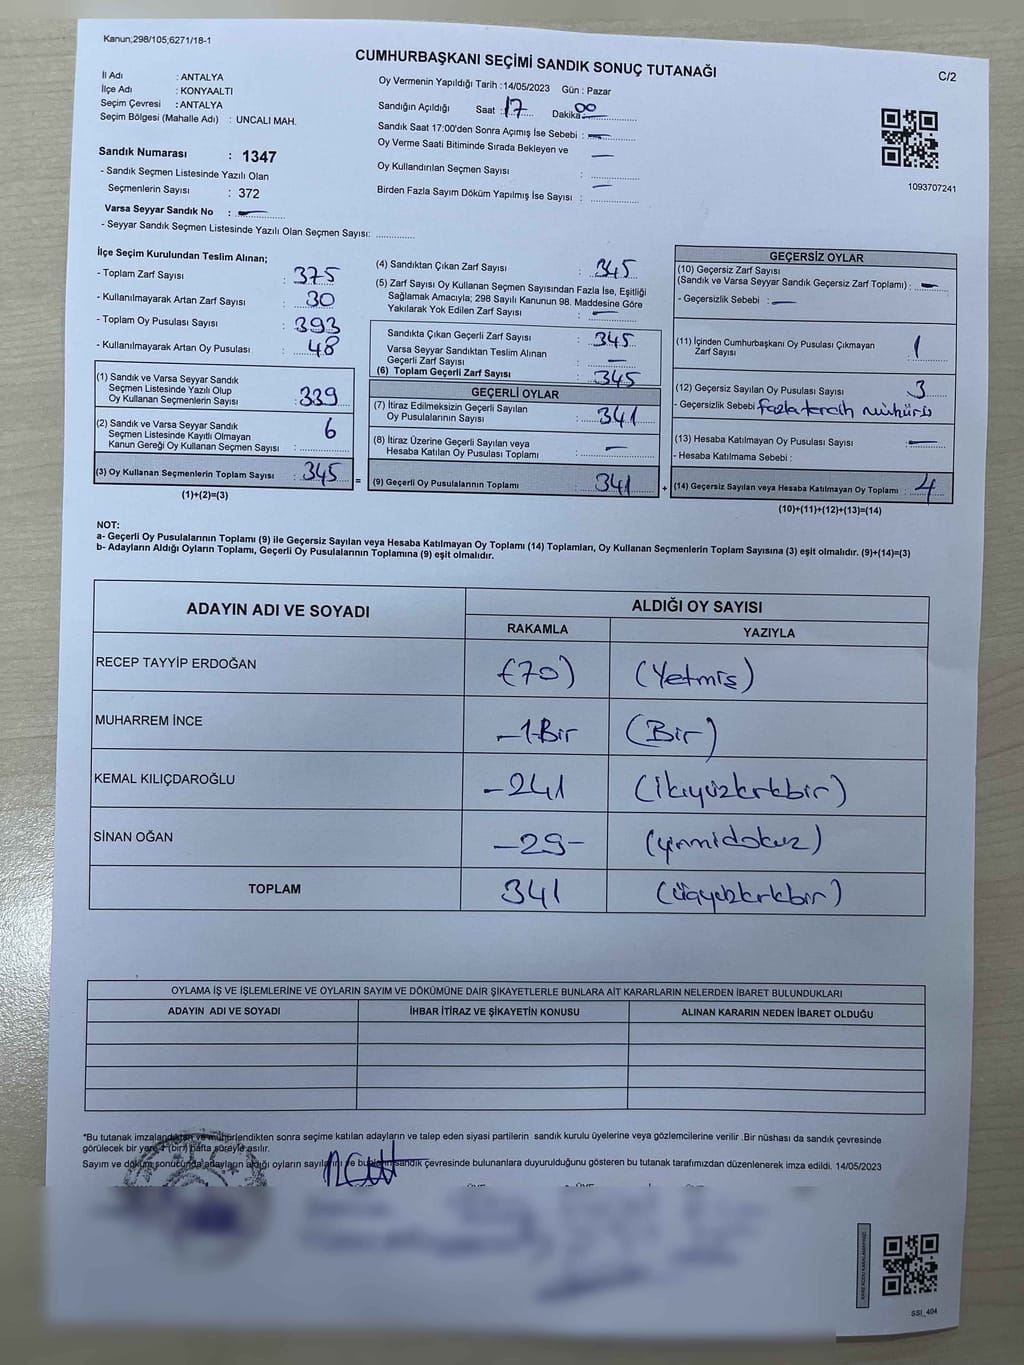 Kanun;298/105;6271/18-1
CUMHURBAŞKANI SEÇİMİ SANDIK SONUÇ TUTANAĞI
C/2
İl Adı : ANTALYA
İlçe Adı : KONYAALTI
Seçim Çevresi : ANTALYA
Seçim Bölgesi (Mahalle Adı) : UNCALI MAH.
Sandık Numarası : 1347
- Sandık Seçmen Listesinde Yazılı Olan
Seçmenlerin Sayısı : 372
Varsa Seyyar Sandık No : —
- Seyyar Sandık Seçmen Listesinde Yazılı Olan Seçmen Sayısı: ............
Oy Vermenin Yapıldığı Tarih : 14/05/2023 Gün : Pazar
Sandığın Açıldığı Saat : 17 Dakika 00
Sandık Saat 17:00'den Sonra Açımış İse Sebebi : —
Oy Verme Saati Bitiminde Sırada Bekleyen ve —
Oy Kullandırılan Seçmen Sayısı :
Birden Fazla Sayım Döküm Yapılmış İse Sayısı : —
1093707241
İlçe Seçim Kurulundan Teslim Alınan;
- Toplam Zarf Sayısı : 375
- Kullanılmayarak Artan Zarf Sayısı : 30
- Toplam Oy Pusulası Sayısı : 393
- Kullanılmayarak Artan Oy Pusulası : 48
(1) Sandık ve Varsa Seyyar Sandık
Seçmen Listesinde Yazılı Olup
Oy Kullanan Seçmenlerin Sayısı : 339
(2) Sandık ve Varsa Seyyar Sandık
Seçmen Listesinde Kayıtlı Olmayan
Kanun Gereği Oy Kullanan Seçmen Sayısı : 6
(3) Oy Kullanan Seçmenlerin Toplam Sayısı : 345 =
(1)+(2)=(3)
(4) Sandıktan Çıkan Zarf Sayısı : 345
(5) Zarf Sayısı Oy Kullanan Seçmen Sayısından Fazla İse, Eşitliği
Sağlamak Amacıyla; 298 Sayılı Kanunun 98. Maddesine Göre
Yakılarak Yok Edilen Zarf Sayısı : —
Sandıkta Çıkan Geçerli Zarf Sayısı : 345
Varsa Seyyar Sandıktan Teslim Alınan
Geçerli Zarf Sayısı : —
(6) Toplam Geçerli Zarf Sayısı : 345
GEÇERLİ OYLAR
(7) İtiraz Edilmeksizin Geçerli Sayılan
Oy Pusulalarının Sayısı : 341
(8) İtiraz Üzerine Geçerli Sayılan veya
Hesaba Katılan Oy Pusulası Toplamı : —
(9) Geçerli Oy Pusulalarının Toplamı : 341 +
GEÇERSİZ OYLAR
(10) Geçersiz Zarf Sayısı
(Sandık ve Varsa Seyyar Sandık Geçersiz Zarf Toplamı) : —
- Geçersizlik Sebebi : —
(11) İçinden Cumhurbaşkanı Oy Pusulası Çıkmayan
Zarf Sayısı : 1
(12) Geçersiz Sayılan Oy Pusulası Sayısı : 3
- Geçersizlik Sebebi fazla tercih mührü
(13) Hesaba Katılmayan Oy Pusulası Sayısı : —
- Hesaba Katılmama Sebebi :
(14) Geçersiz Sayılan veya Hesaba Katılmayan Oy Toplamı : 4
(10)+(11)+(12)+(13)=(14)
NOT:
a- Geçerli Oy Pusulalarının Toplamı (9) ile Geçersiz Sayılan veya Hesaba Katılmayan Oy Toplamı (14) Toplamları, Oy Kullanan Seçmenlerin Toplam Sayısına (3) eşit olmalıdır. (9)+(14)=(3)
b- Adayların Aldığı Oyların Toplamı, Geçerli Oy Pusulalarının Toplamına (9) eşit olmalıdır.
ADAYIN ADI VE SOYADI ALDIĞI OY SAYISI
RAKAMLA YAZIYLA
RECEP TAYYİP ERDOĞAN (70) (Yetmiş)
MUHARREM İNCE -1-Bir (Bir)
KEMAL KILIÇDAROĞLU -241 (ikiyüzkrkbir)
SİNAN OĞAN -29- (yirmidokuz)
TOPLAM 341 (üçyüzkrkbir)
OYLAMA İŞ VE İŞLEMLERİNE VE OYLARIN SAYIM VE DÖKÜMÜNE DAİR ŞİKAYETLERLE BUNLARA AİT KARARLARIN NELERDEN İBARET BULUNDUKLARI
ADAYIN ADI VE SOYADI İHBAR İTİRAZ VE ŞİKAYETİN KONUSU ALINAN KARARIN NEDEN İBARET OLDUĞU
*Bu tutanak imzalandıktan ve mühürlendikten sonra seçime katılan adayların ve talep eden siyasi partilerin sandık kurulu üyelerine veya gözlemcilerine verilir .Bir nüshası da sandık çevresinde
görülecek bir yere 1 (bir) hafta süreyle asılır.
Sayım ve döküm sonucunda adayların aldığı oyların sayılarını ve bunların sandık çevresinde bulunanlara duyurulduğunu gösteren bu tutanak tarafımızdan düzenlenerek imza edildi. 14/05/2023
SSI_404